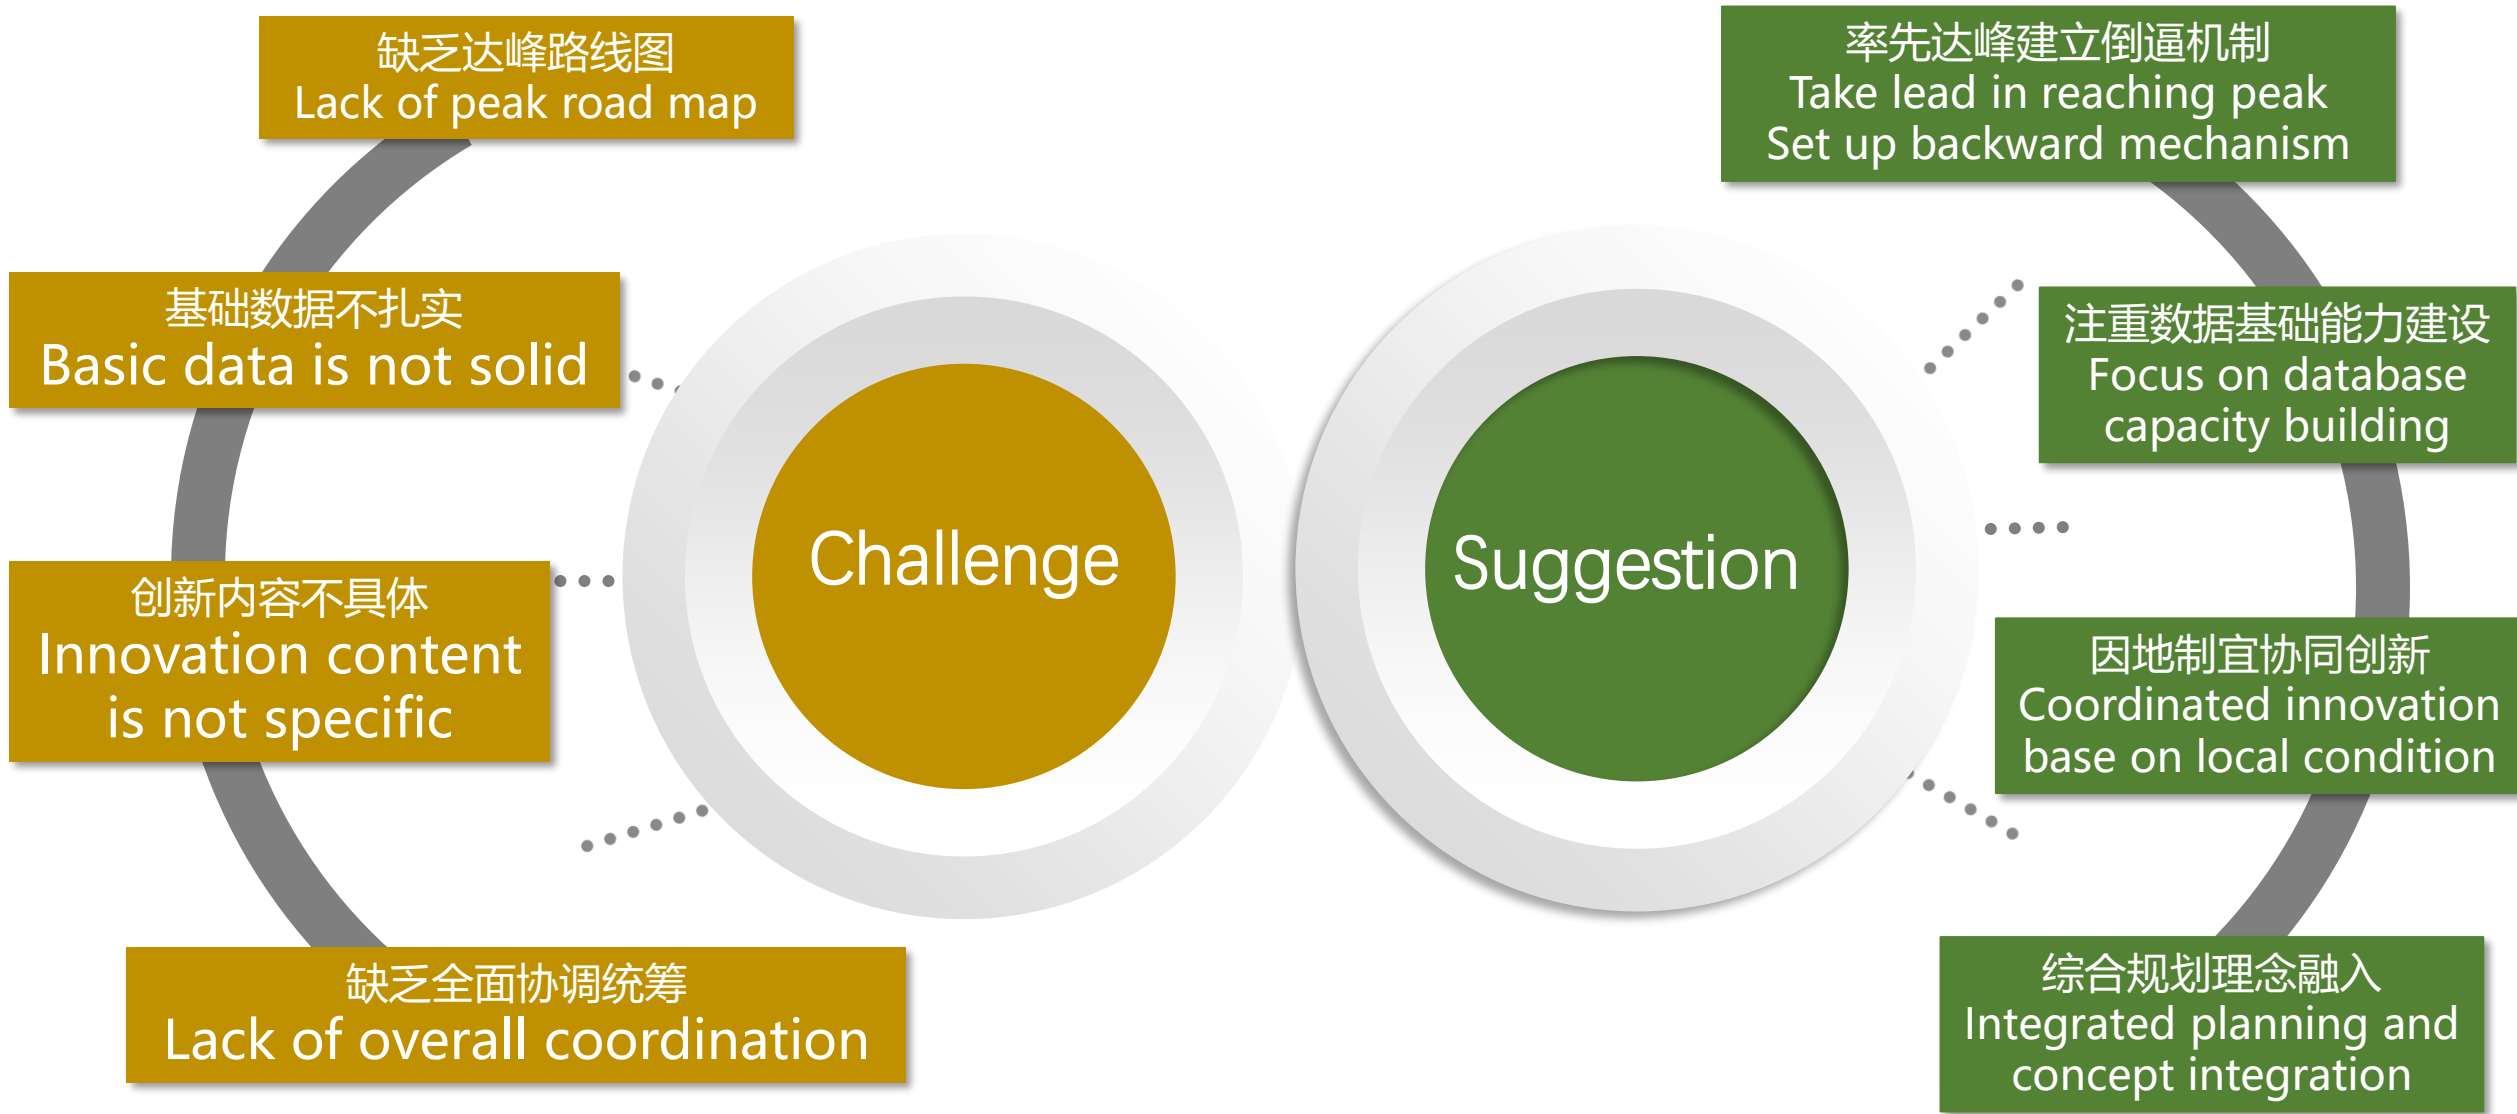 缺乏达峰路线图
Lack of peak road map
基础数据不扎实
Basic data is not solid
创新内容不具体
Innovation content
is not specific
缺乏全面协调统筹
Lack of overall coordination
Challenge
Suggestion
率先达峰建立倒逼机制
Take lead in reaching peak
Set up backward mechanism
注重数据基础能力建设
Focus on database
capacity building
因地制宜协同创新
Coordinated innovation
base on local condition
综合规划理念融入
Integrated planning and
concept integration